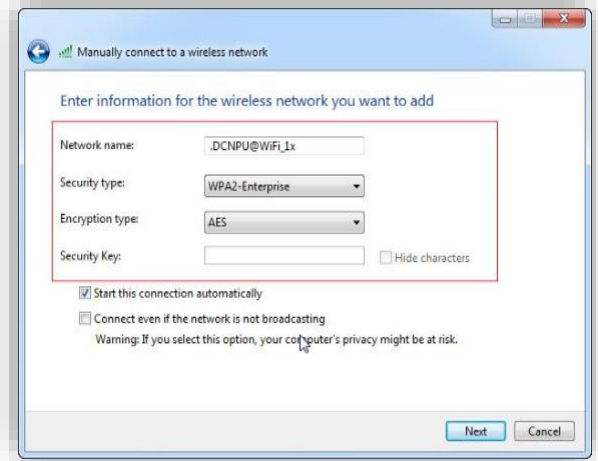 Manually connect to a wireless network
Enter information for the wireless network you want to add
Network name: .DCNPU@WiFi_1x
Security type: WPA2-Enterprise
Encryption type: AES
Security Key: Hide characters
Start this connection automatically
Connect even if the network is not broadcasting
Warning: If you select this option, your computer's privacy might be at risk.
Next Cancel